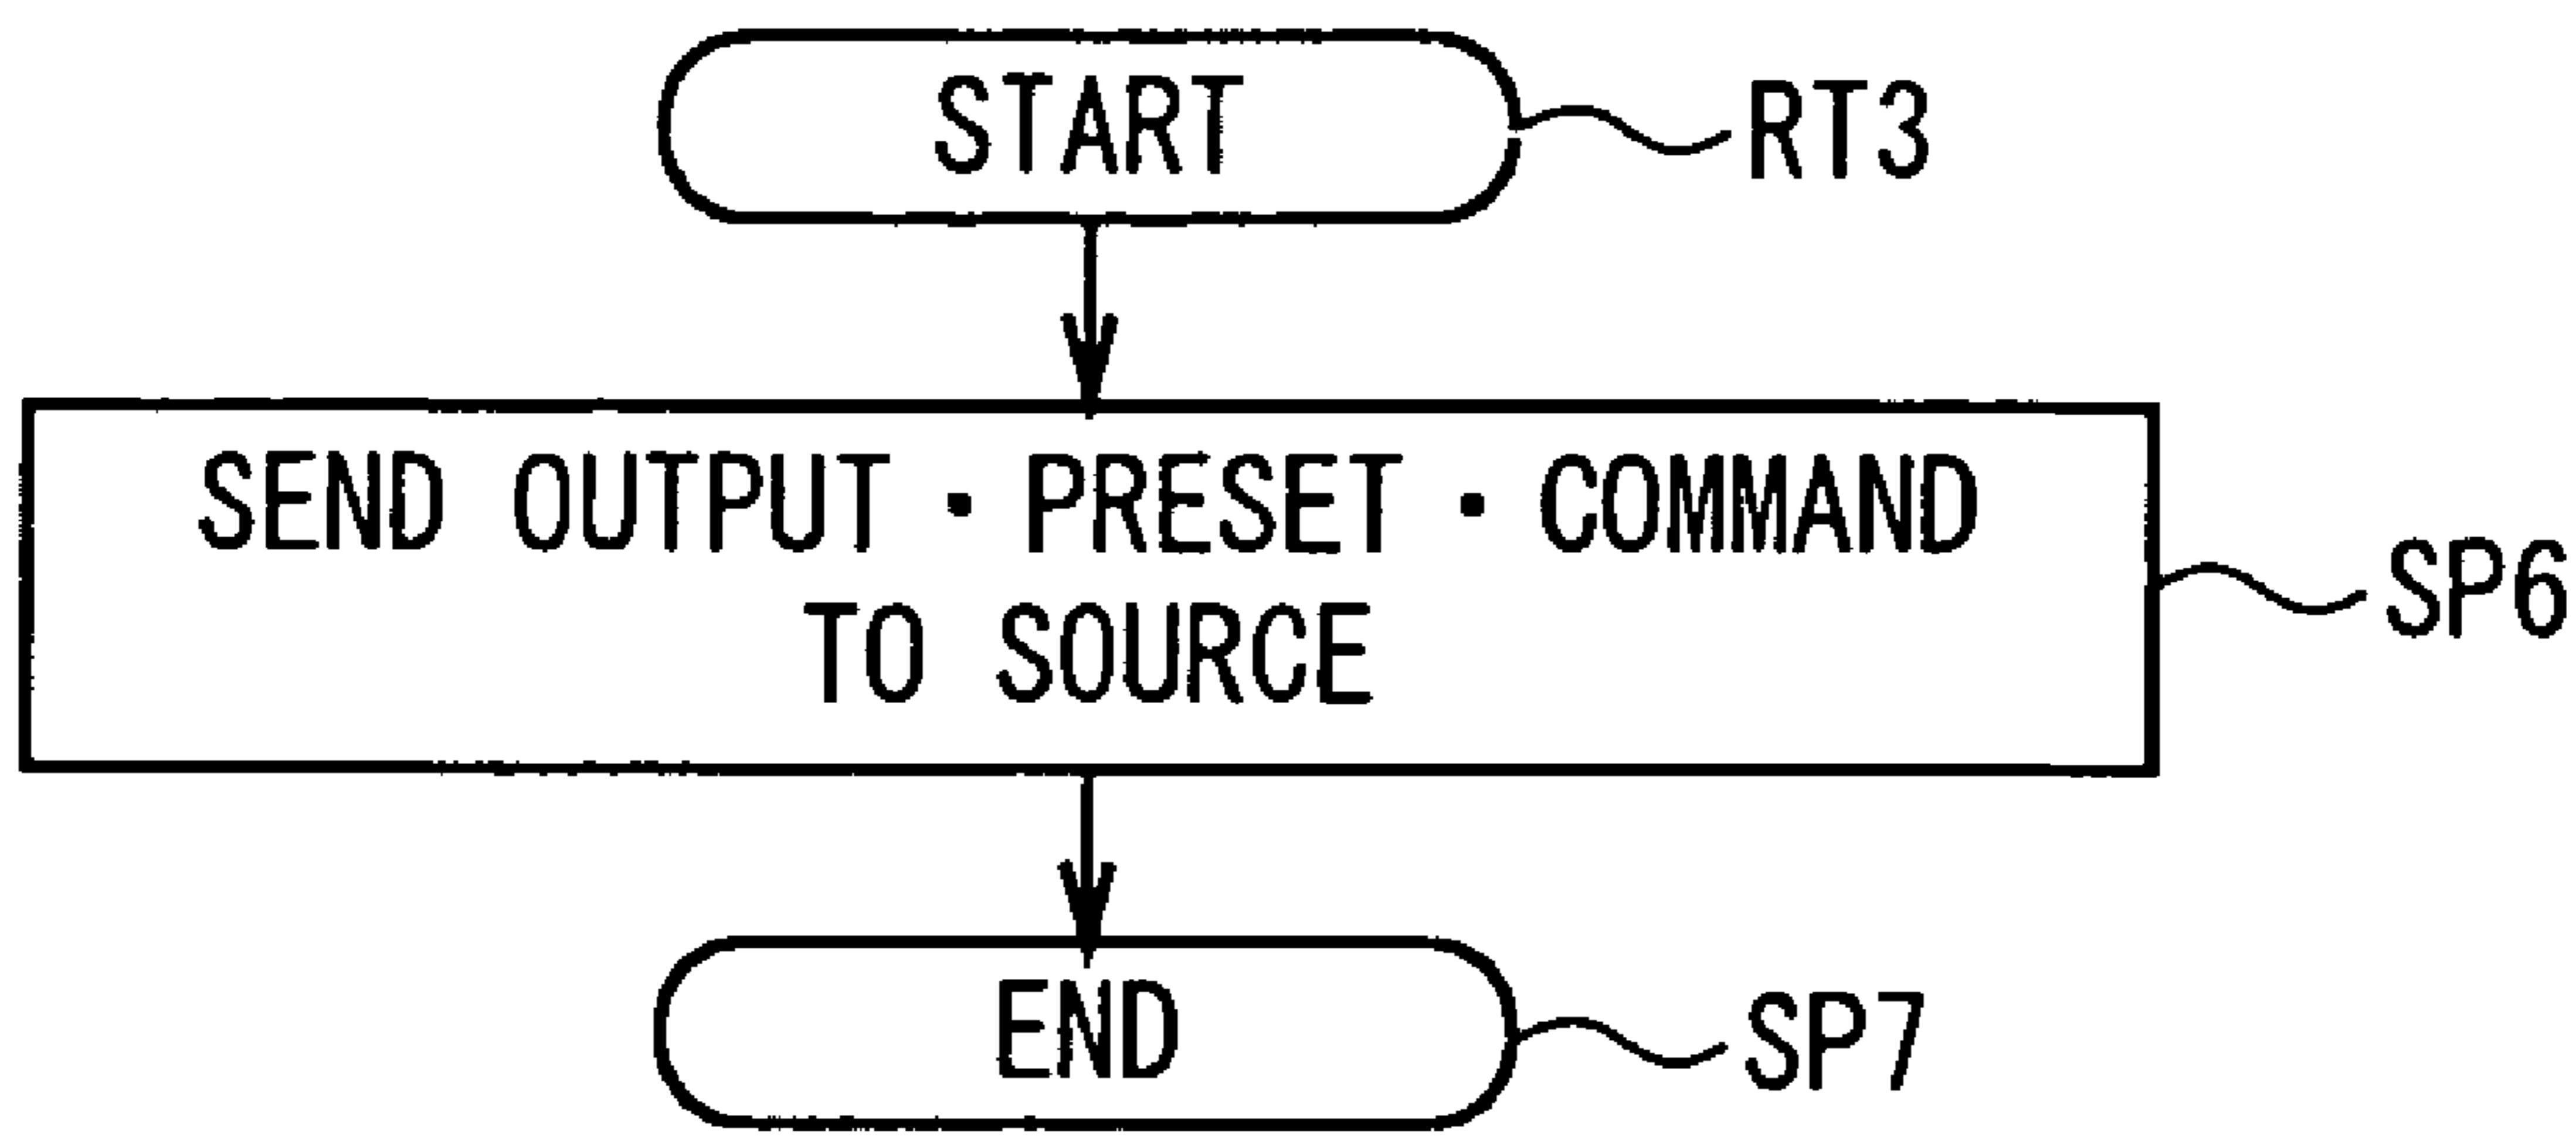 START
RT3
SEND OUTPUT・PRESET・COMMAND
TO SOURCE
SP6
END
SP7